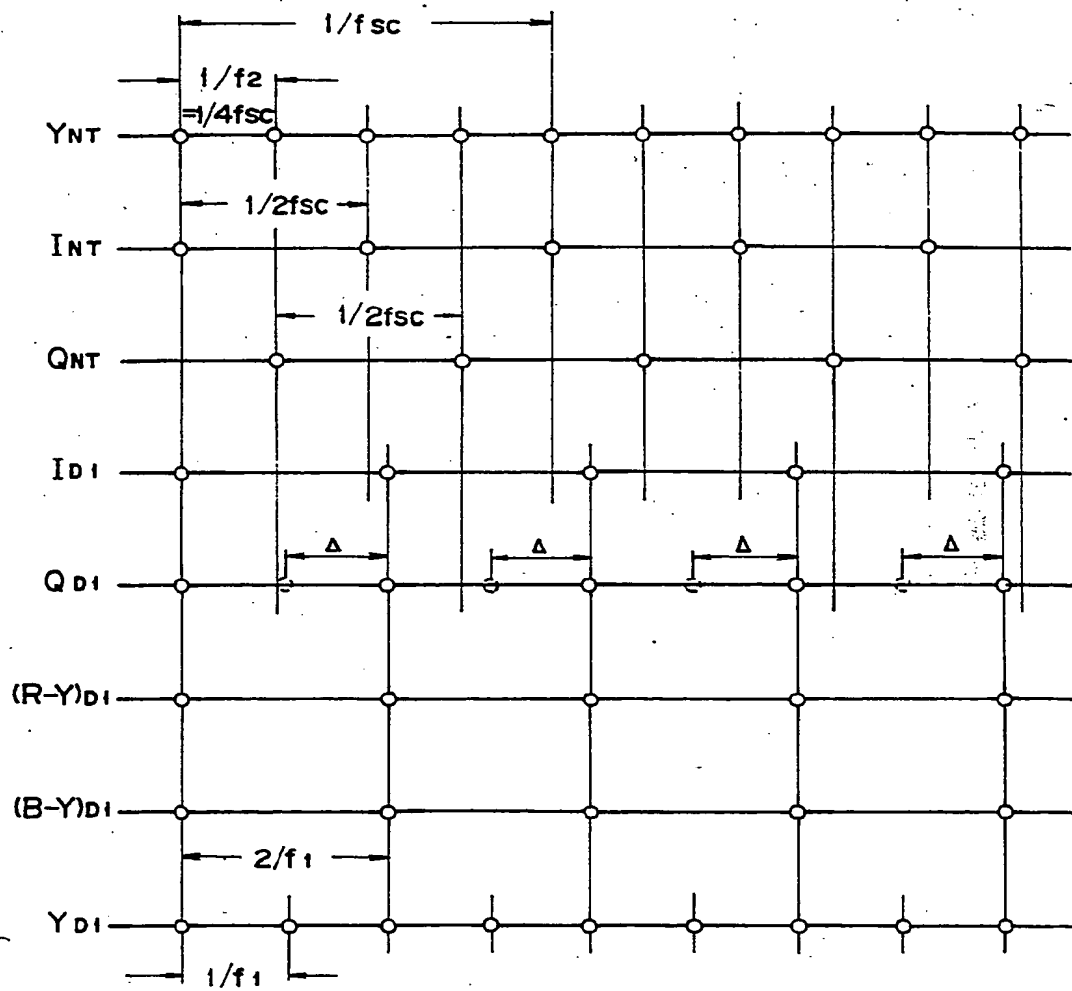 1/fsc
1/f2
=1/4fsc
YNT
1/2fsc
INT
1/2fsc
QNT
ID1
Δ Δ Δ Δ
QD1
(R-Y)D1
(B-Y)D1
2/f1
YD1
1/f1